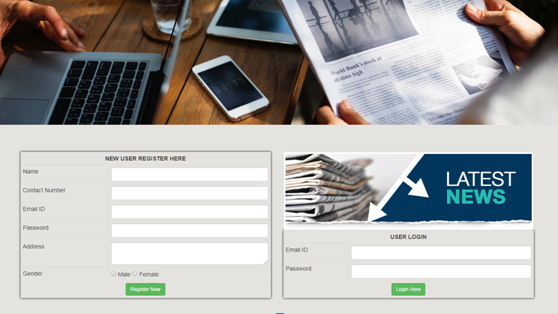 World Bank's stock at
all-time high
NEW USER REGISTER HERE
Name
Contact Number
Email ID
Password
Address
Gender
Male
Female
Register Now
LATEST
NEWS
USER LOGIN
Email ID
Password
Login Here